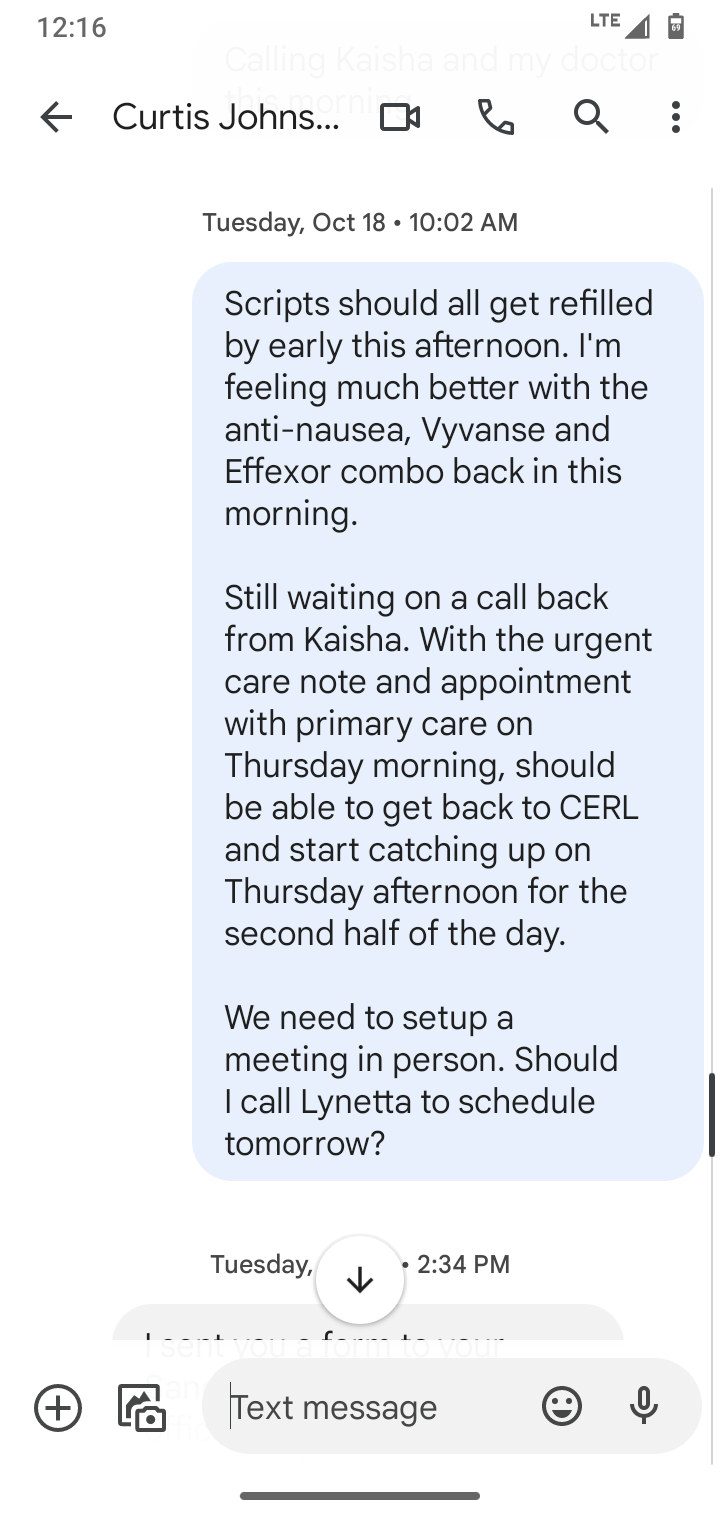 12:16
LTE
69
Calling Kaisha and my doctor
this morning
Curtis Johns...
Tuesday, Oct 18 • 10:02 AM
Scripts should all get refilled
by early this afternoon. I'm
feeling much better with the
anti-nausea, Vyvanse and
Effexor combo back in this
morning.
Still waiting on a call back
from Kaisha. With the urgent
care note and appointment
with primary care on
Thursday morning, should
be able to get back to CERL
and start catching up on
Thursday afternoon for the
second half of the day.
We need to setup a
meeting in person. Should
I call Lynetta to schedule
tomorrow?
Tuesday, • 2:34 PM
I sent you a form to your
Text message